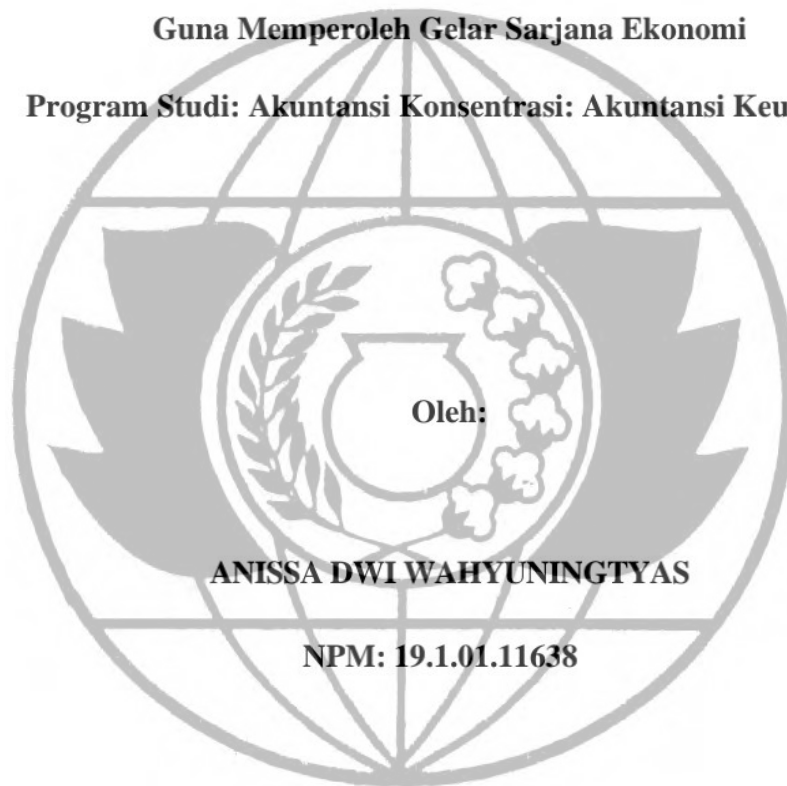 Guna Memperoleh Gelar Sarjana Ekonomi
Program Studi: Akuntansi Konsentrasi: Akuntansi Keu
Oleh:
ANISSA DWI WAHYUNINGTYAS
NPM: 19.1.01.11638